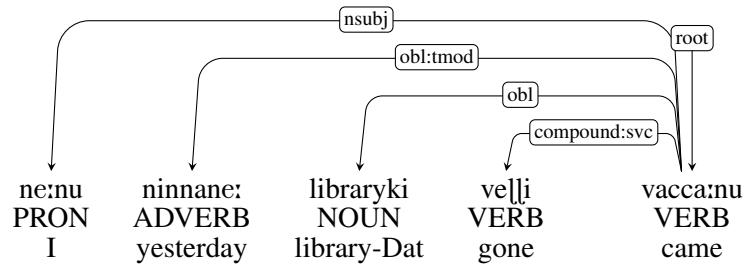 nsubj
root
obl:tmod
obl
compound:svc
neːnu ninnaneː libraryki veɭɭi vaccaːnu
PRON ADVERB NOUN VERB VERB
I yesterday library-Dat gone came